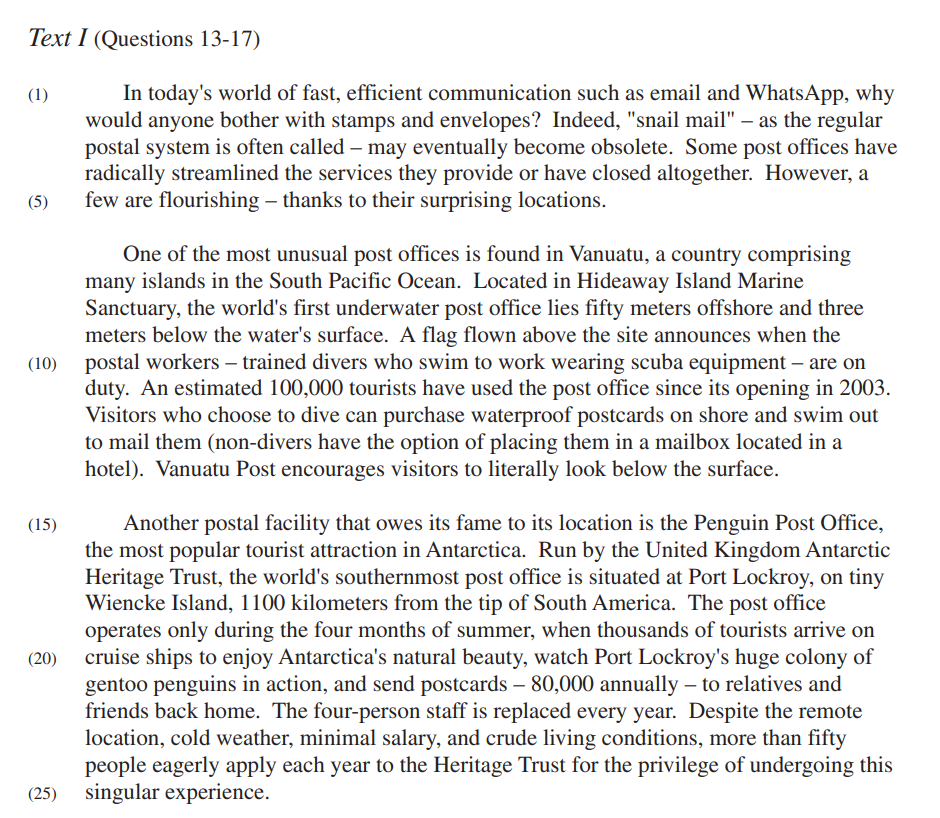 Text I (Questions 13-17)
(1) In today's world of fast, efficient communication such as email and WhatsApp, why
would anyone bother with stamps and envelopes? Indeed, "snail mail" – as the regular
postal system is often called – may eventually become obsolete. Some post offices have
radically streamlined the services they provide or have closed altogether. However, a
(5) few are flourishing – thanks to their surprising locations.
One of the most unusual post offices is found in Vanuatu, a country comprising
many islands in the South Pacific Ocean. Located in Hideaway Island Marine
Sanctuary, the world's first underwater post office lies fifty meters offshore and three
meters below the water's surface. A flag flown above the site announces when the
(10) postal workers – trained divers who swim to work wearing scuba equipment – are on
duty. An estimated 100,000 tourists have used the post office since its opening in 2003.
Visitors who choose to dive can purchase waterproof postcards on shore and swim out
to mail them (non-divers have the option of placing them in a mailbox located in a
hotel). Vanuatu Post encourages visitors to literally look below the surface.
(15) Another postal facility that owes its fame to its location is the Penguin Post Office,
the most popular tourist attraction in Antarctica. Run by the United Kingdom Antarctic
Heritage Trust, the world's southernmost post office is situated at Port Lockroy, on tiny
Wiencke Island, 1100 kilometers from the tip of South America. The post office
operates only during the four months of summer, when thousands of tourists arrive on
(20) cruise ships to enjoy Antarctica's natural beauty, watch Port Lockroy's huge colony of
gentoo penguins in action, and send postcards – 80,000 annually – to relatives and
friends back home. The four-person staff is replaced every year. Despite the remote
location, cold weather, minimal salary, and crude living conditions, more than fifty
people eagerly apply each year to the Heritage Trust for the privilege of undergoing this
(25) singular experience.